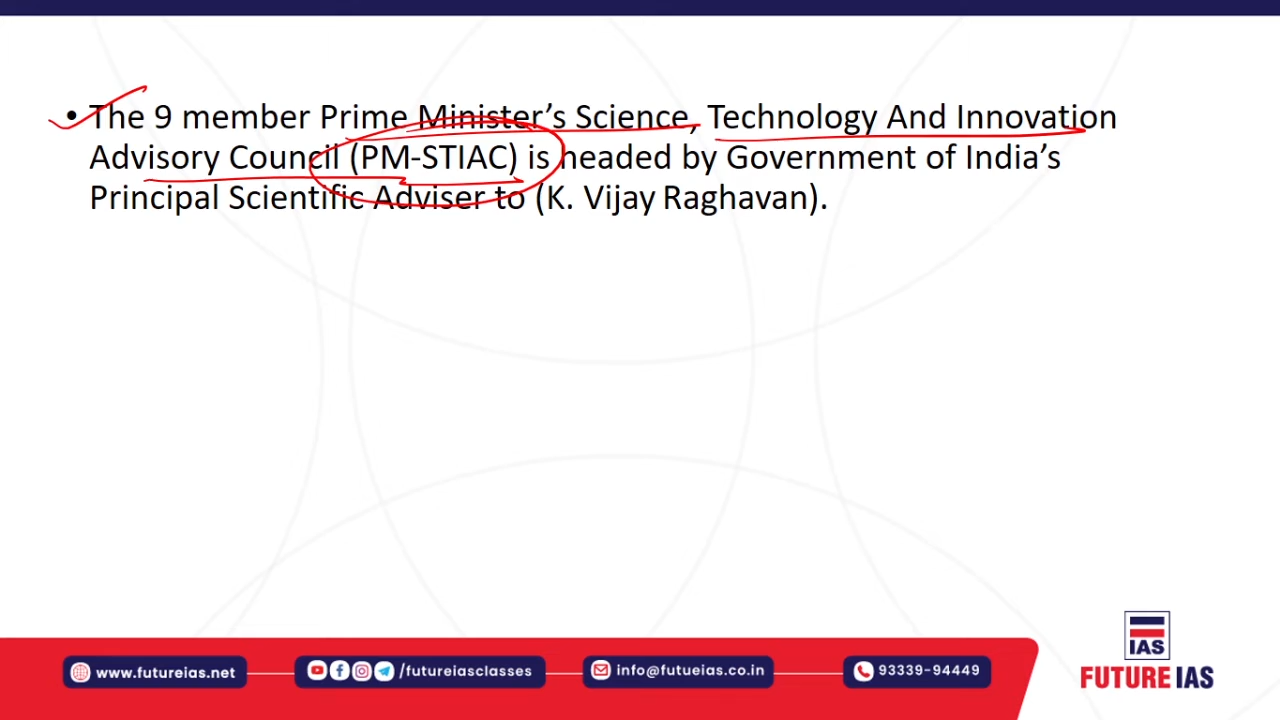 • The 9 member Prime Minister’s Science, Technology And Innovation
Advisory Council (PM-STIAC) is headed by Government of India’s
Principal Scientific Adviser to (K. Vijay Raghavan).
www.futureias.net
/futureiasclasses
info@futueias.co.in
93339-94449
IAS
FUTURE IAS